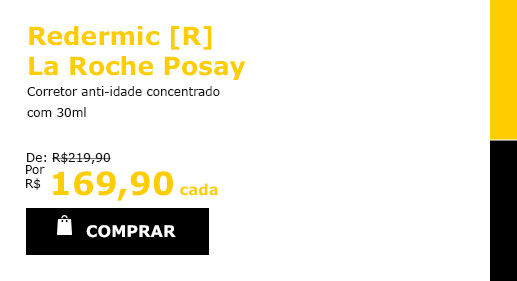 Redermic [R]
La Roche Posay
Corretor anti-idade concentrado
com 30ml
De: R$219,90
Por
R$ 169,90 cada
COMPRAR